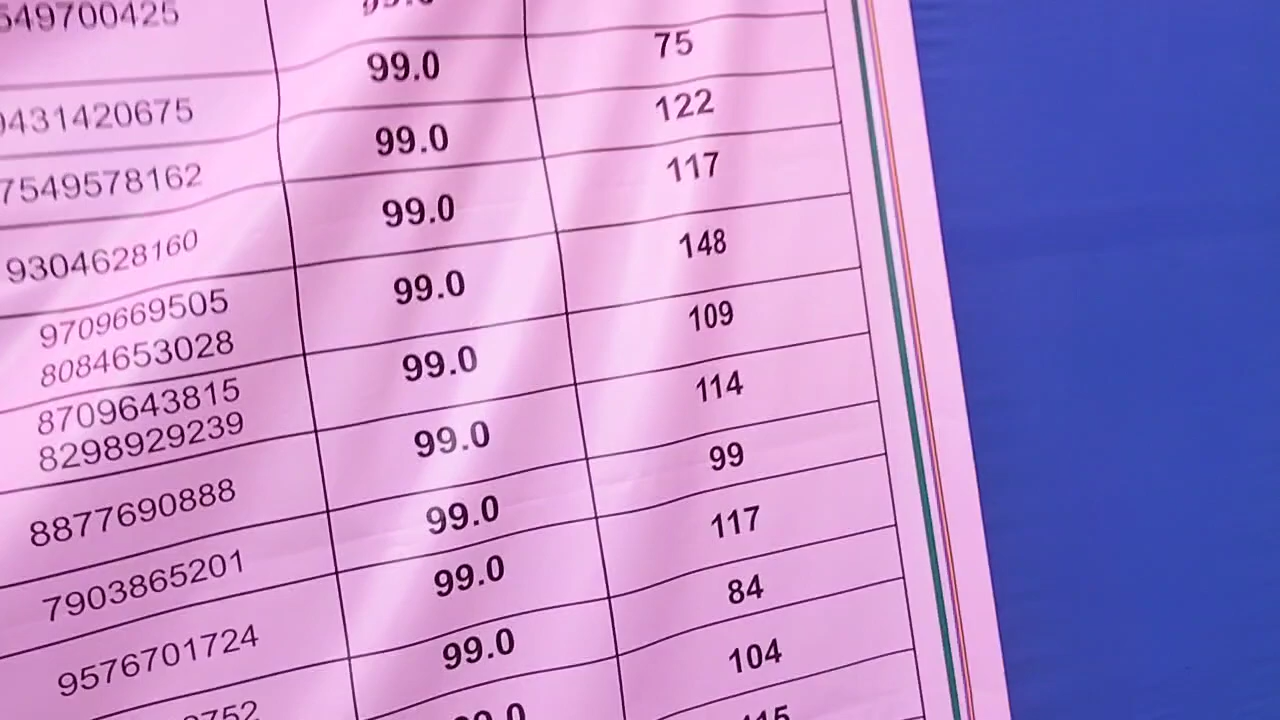 549700425
431420675 99.0 75
7549578162 99.0 122
9304628160 99.0 117
9709669505
8084653028 99.0 148
8709643815
8298929239 99.0 109
8877690888 99.0 114
7903865201 99.0 99
9576701724 99.0 117
752 99.0 84
104